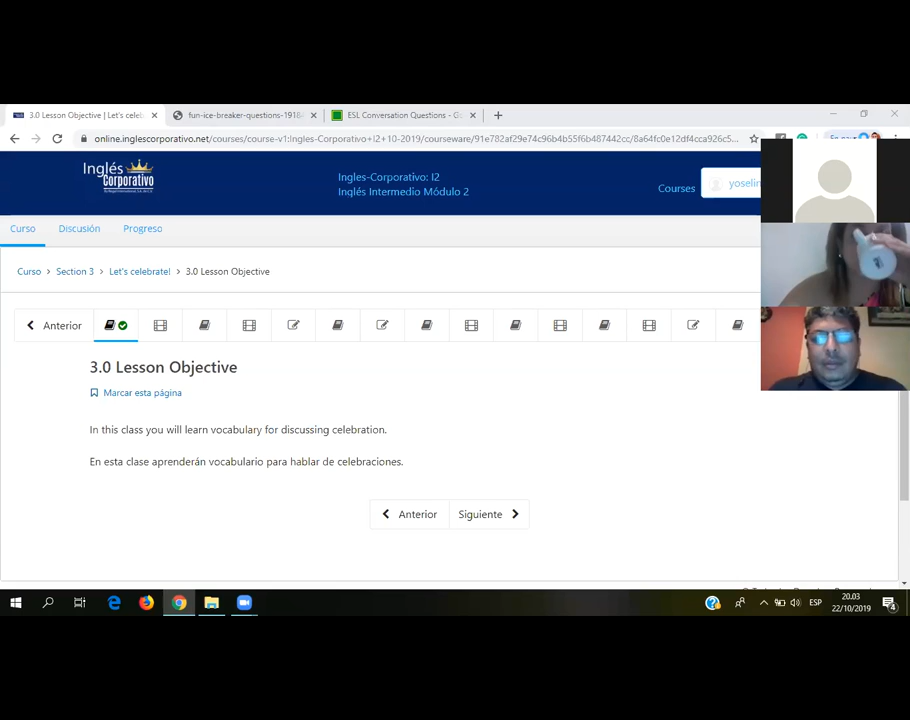 3.0 Lesson Objective | Let's celeb
fun-ice-breaker-questions-1918
ESL Conversation Questions - Go
online.inglescorporativo.net/courses/course-v1:Ingles-Corporativo+I2+10-2019/courseware/91e782af29e74c96b4b55f6b487442cc/8a64fc0e12df4cca926c5...
Inglés
Corporativo
Ingles-Corporativo: I2
Inglés Intermedio Módulo 2
Courses
yoselin
Curso
Discusión
Progreso
Curso > Section 3 > Let's celebrate! > 3.0 Lesson Objective
Anterior
3.0 Lesson Objective
Marcar esta página
In this class you will learn vocabulary for discussing celebration.
En esta clase aprenderán vocabulario para hablar de celebraciones.
Anterior
Siguiente
ESP
20.03
22/10/2019
4